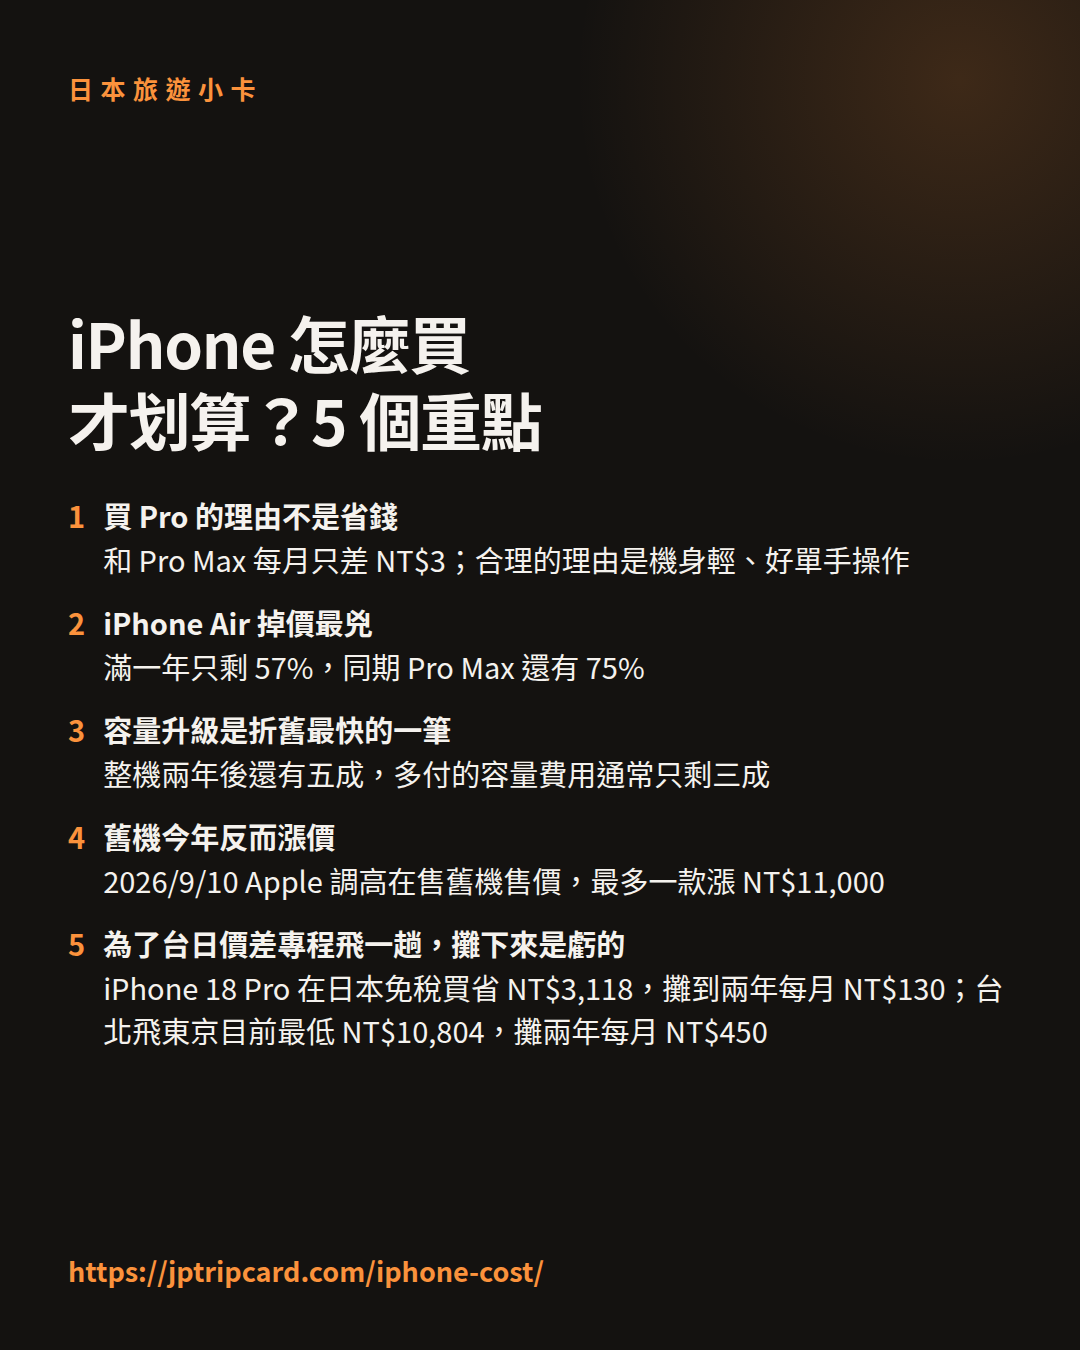 日本旅遊小卡
iPhone 怎麼買
才划算？5 個重點
1 買 Pro 的理由不是省錢
和 Pro Max 每月只差 NT$3；合理的理由是機身輕、好單手操作
2 iPhone Air 掉價最兇
滿一年只剩 57%，同期 Pro Max 還有 75%
3 容量升級是折舊最快的一筆
整機兩年後還有五成，多付的容量費用通常只剩三成
4 舊機今年反而漲價
2026/9/10 Apple 調高在售舊機售價，最多一款漲 NT$11,000
5 為了台日價差專程飛一趟，攤下來是虧的
iPhone 18 Pro 在日本免稅買省 NT$3,118，攤到兩年每月 NT$130；台
北飛東京目前最低 NT$10,804，攤兩年每月 NT$450
https://jptripcard.com/iphone-cost/